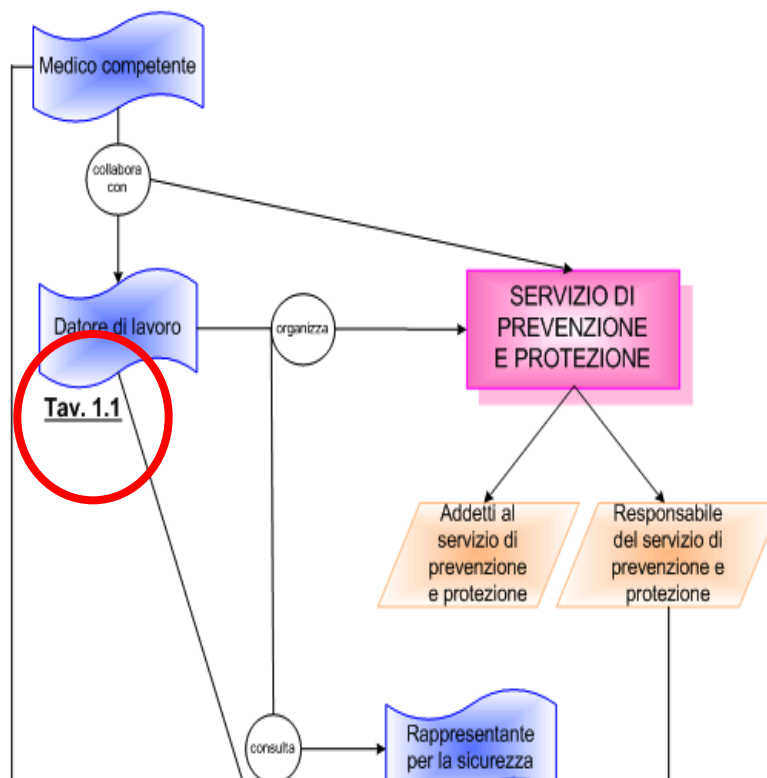 Medico competente
collabora
con
Datore di lavoro
organizza
SERVIZIO DI
PREVENZIONE
E PROTEZIONE
Tav. 1.1
Addetti al
servizio di
prevenzione
e protezione
Responsabile
del servizio di
prevenzione e
protezione
consulta
Rappresentante
per la sicurezza